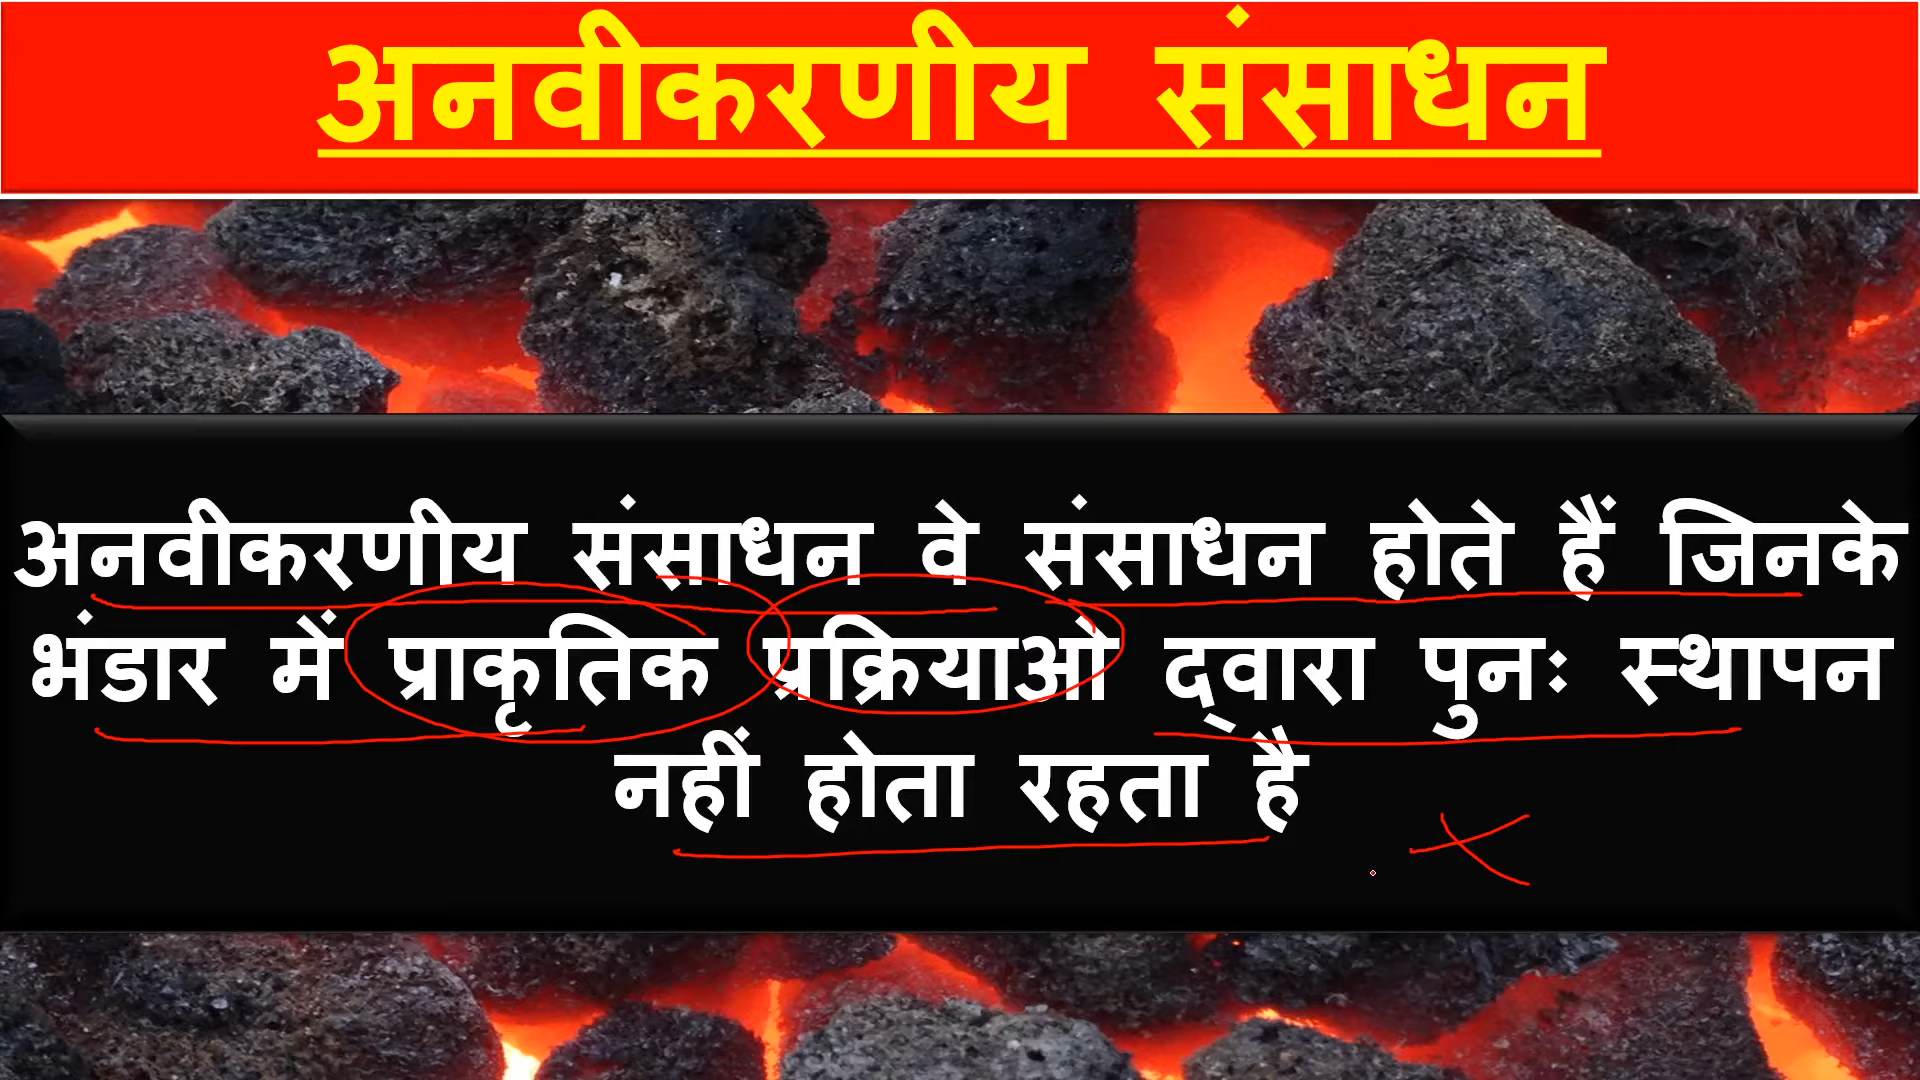 अनवीकरणीय संसाधन
अनवीकरणीय संसाधन वे संसाधन होते हैं जिनके
भंडार में प्राकृतिक प्रक्रियाओं द्वारा पुनः स्थापन
नहीं होता रहता है